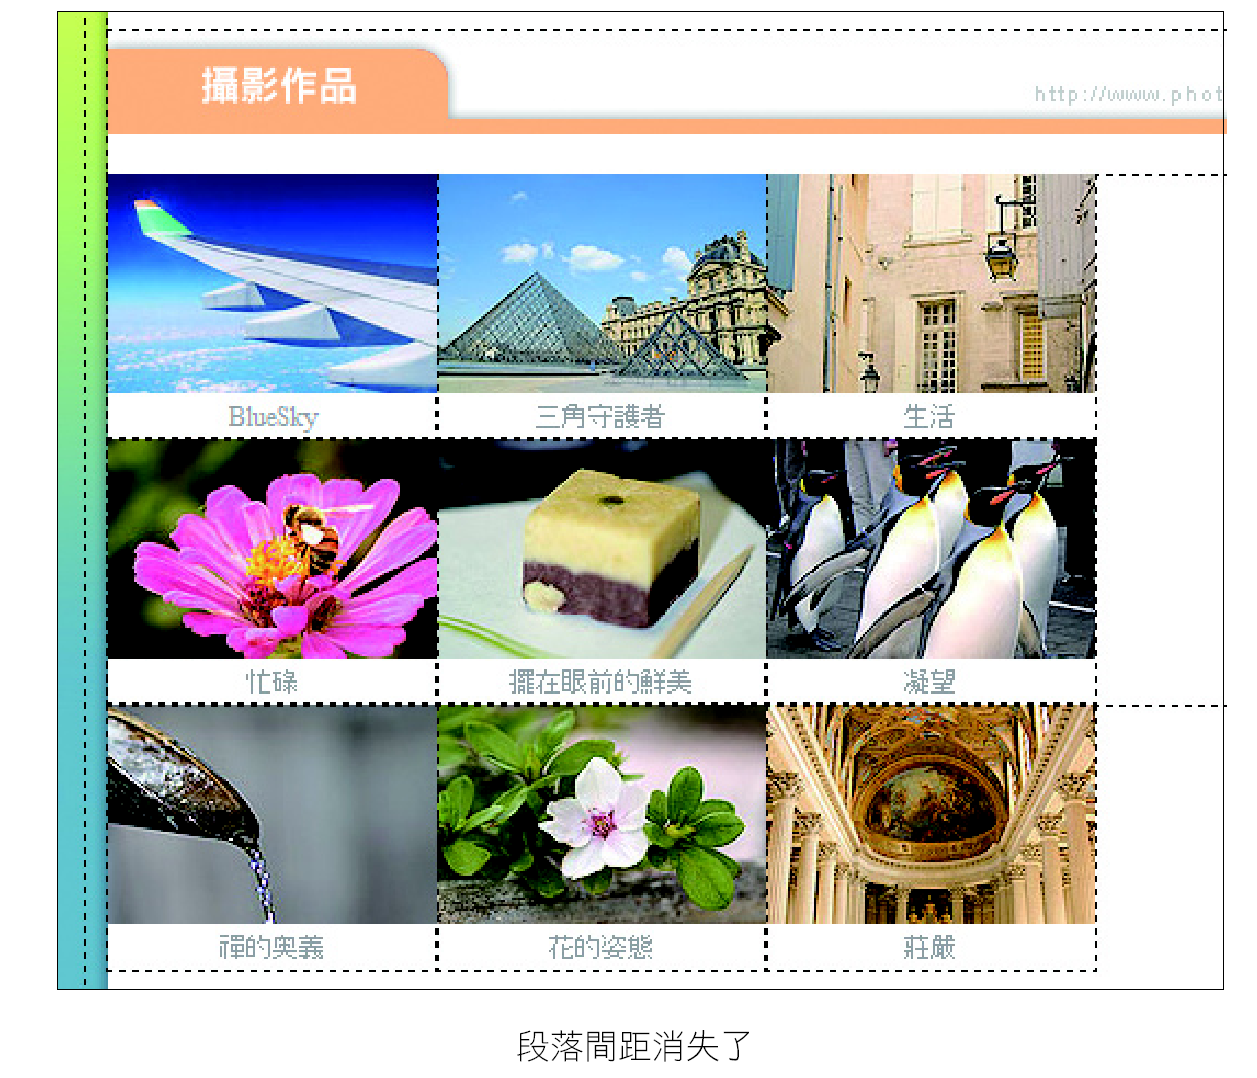 攝影作品
http://www.phot
BlueSky
三角守護者
生活
忙碌
擺在眼前的鮮美
凝望
禪的奧義
花的姿態
莊嚴
段落間距消失了